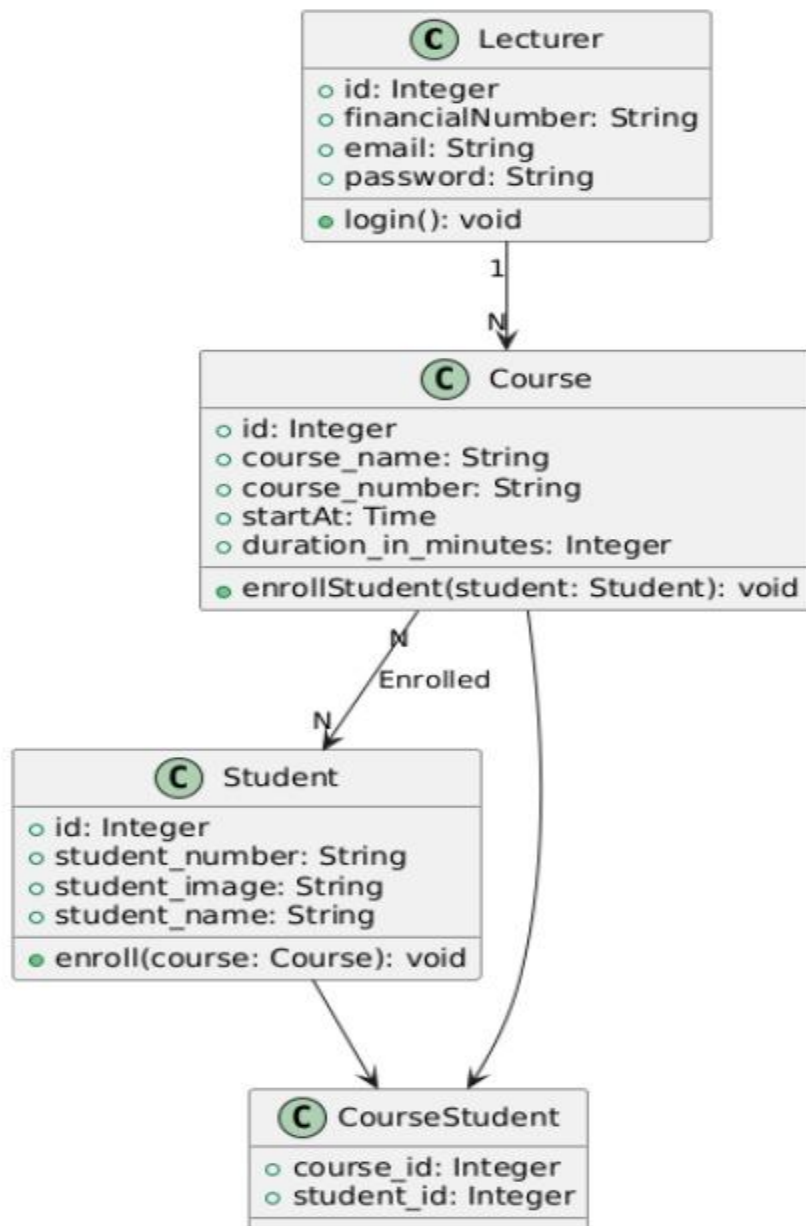 C Lecturer
id: Integer
financialNumber: String
email: String
password: String
login(): void
1
N
C Course
id: Integer
course_name: String
course_number: String
startAt: Time
duration_in_minutes: Integer
enrollStudent(student: Student): void
N
Enrolled
N
C Student
id: Integer
student_number: String
student_image: String
student_name: String
enroll(course: Course): void
C CourseStudent
course_id: Integer
student_id: Integer